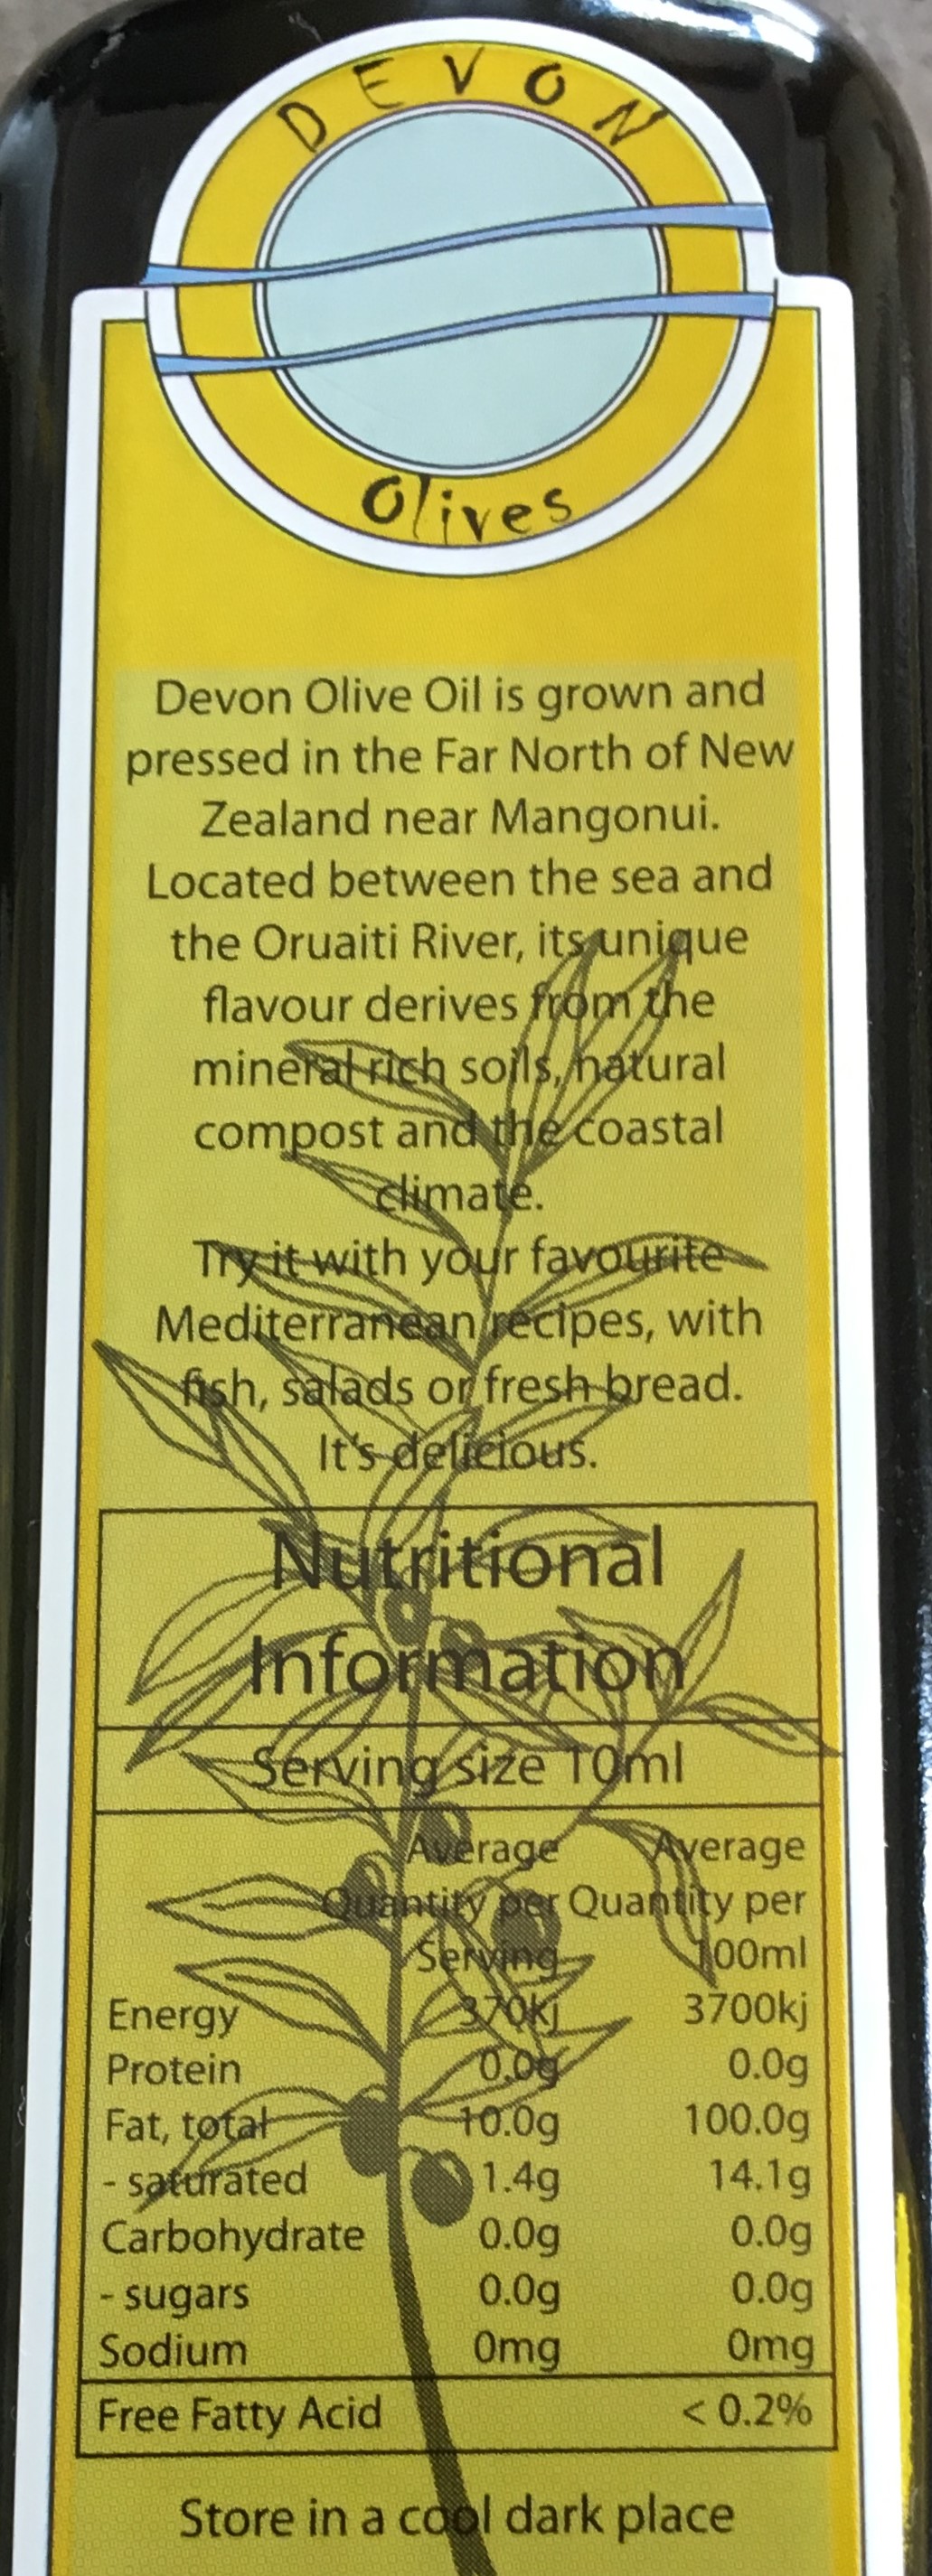 DEVON
Olives
Devon Olive Oil is grown and
pressed in the Far North of New
Zealand near Mangonui.
Located between the sea and
the Oruaiti River, its unique
flavour derives from the
mineral rich soils, natural
compost and the coastal
climate.
Try it with your favourite
Mediterranean recipes, with
fish, salads or fresh bread.
It's delicious.
Nutritional
Information
Serving size 10ml
Average Average
Quantity per Quantity per
Serving 100ml
Energy 370kj 3700kj
Protein 0.0g 0.0g
Fat, total 10.0g 100.0g
- saturated 1.4g 14.1g
Carbohydrate 0.0g 0.0g
- sugars 0.0g 0.0g
Sodium 0mg 0mg
Free Fatty Acid < 0.2%
Store in a cool dark place